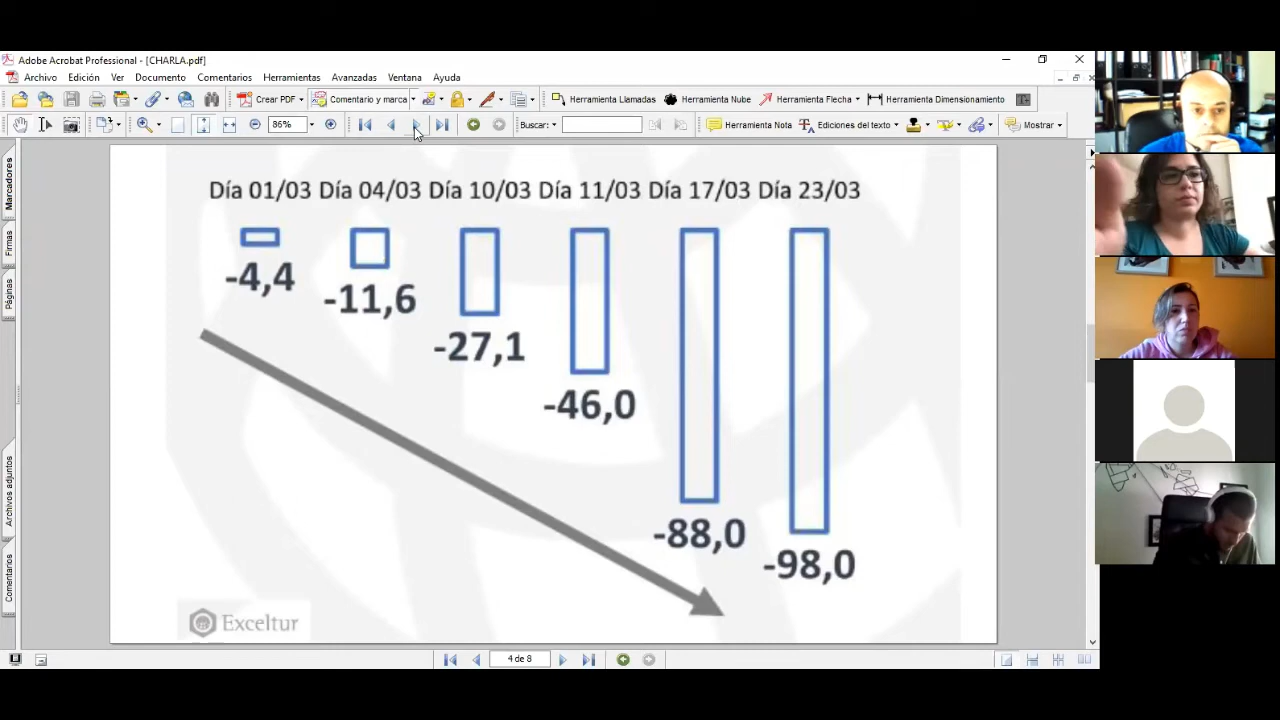 Adobe Acrobat Professional - [CHARLA.pdf]
Archivo Edición Ver Documento Comentarios Herramientas Avanzadas Ventana Ayuda
Crear PDF Comentario y marca Herramienta Llamadas Herramienta Nube Herramienta Flecha Herramienta Dimensionamiento
86% Buscar: Herramienta Nota Ediciones del texto Mostrar
Marcadores
Firmas
Páginas
Archivos adjuntos
Comentarios
Día 01/03 Día 04/03 Día 10/03 Día 11/03 Día 17/03 Día 23/03
-4,4
-11,6
-27,1
-46,0
-88,0
-98,0
Exceltur
4 de 8